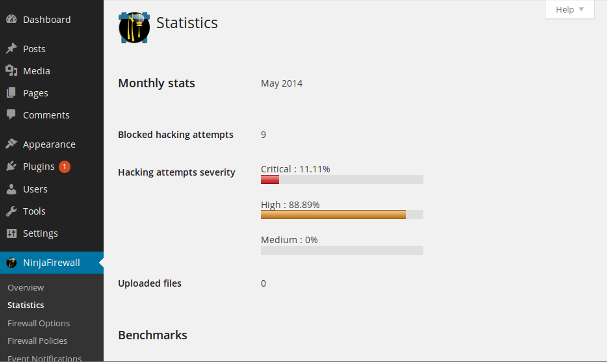 Dashboard
Posts
Media
Pages
Comments
Appearance
Plugins 1
Users
Tools
Settings
NinjaFirewall
Overview
Statistics
Firewall Options
Firewall Policies
Event Notifications
Help
Statistics
Monthly stats May 2014
Blocked hacking attempts 9
Hacking attempts severity Critical : 11.11%
High : 88.89%
Medium : 0%
Uploaded files 0
Benchmarks